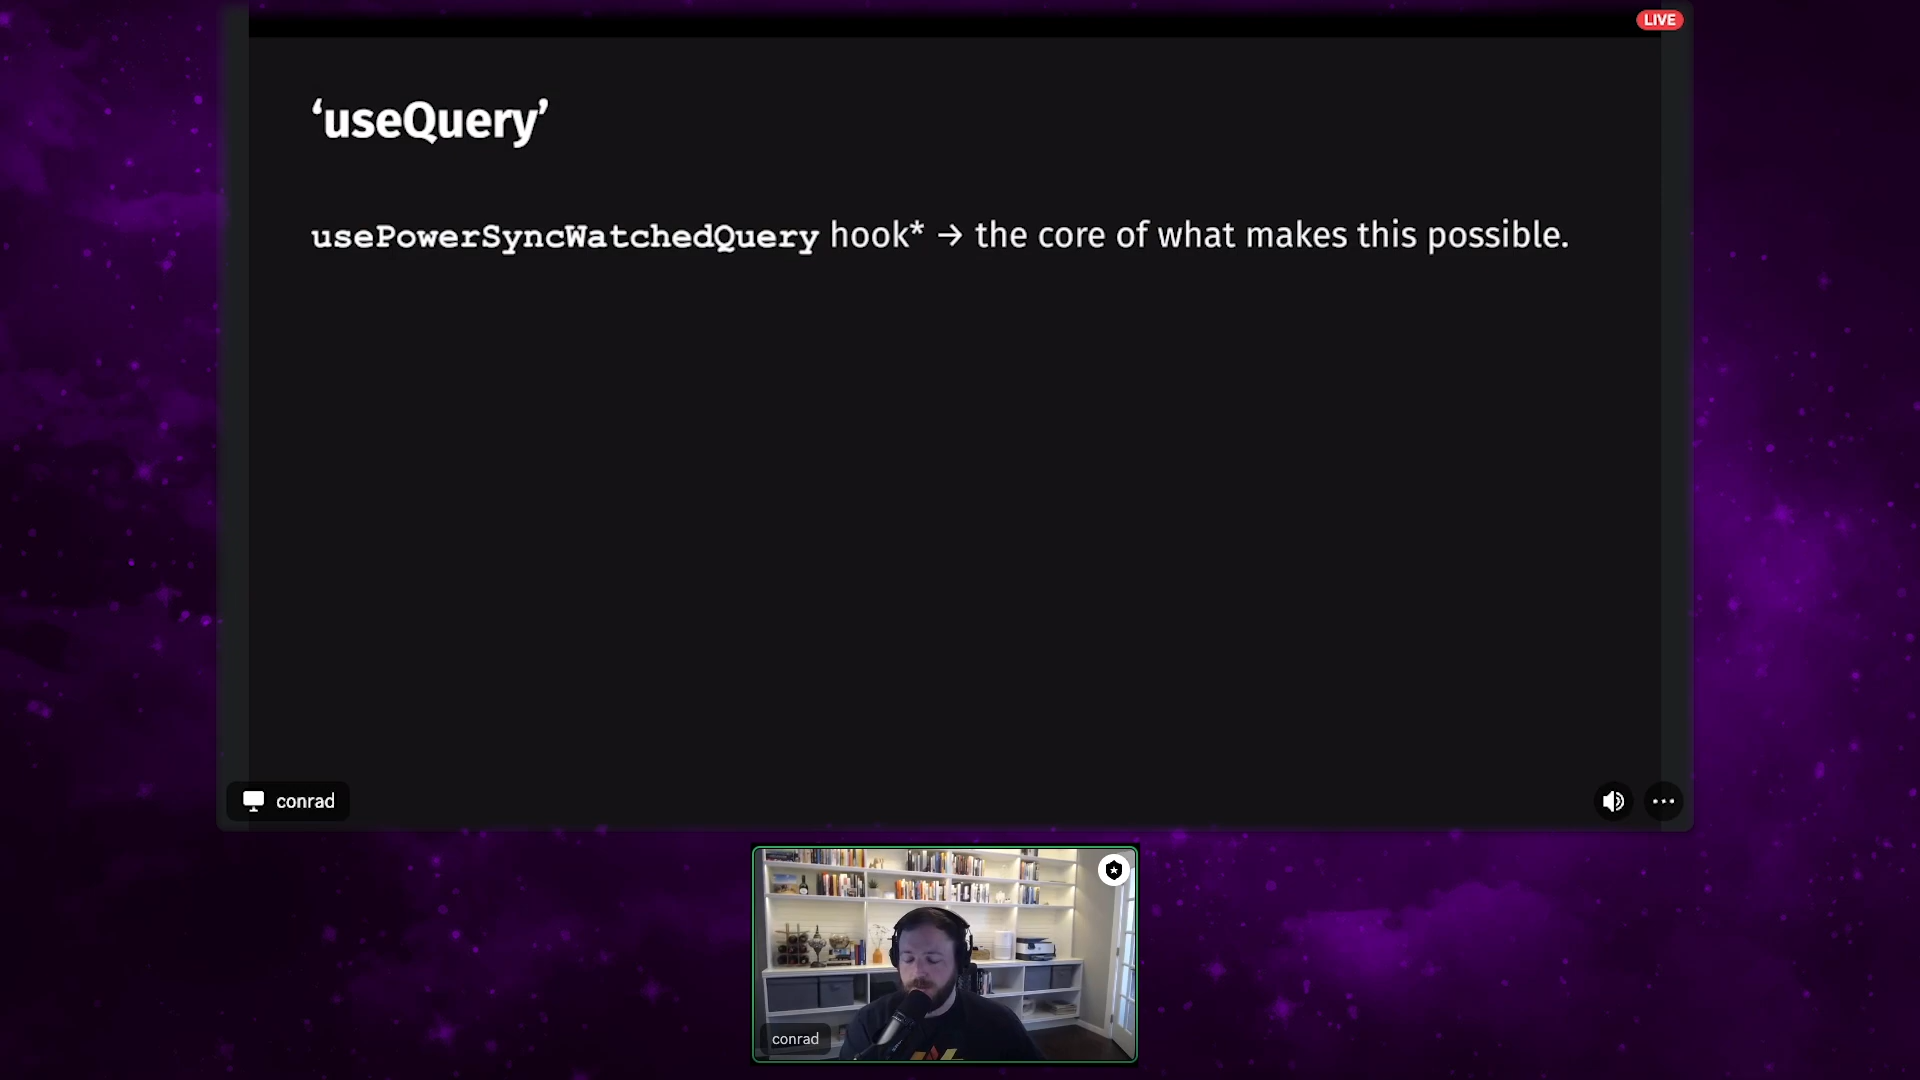 LIVE
‘useQuery’
usePowerSyncWatchedQuery hook* → the core of what makes this possible.
conrad
conrad